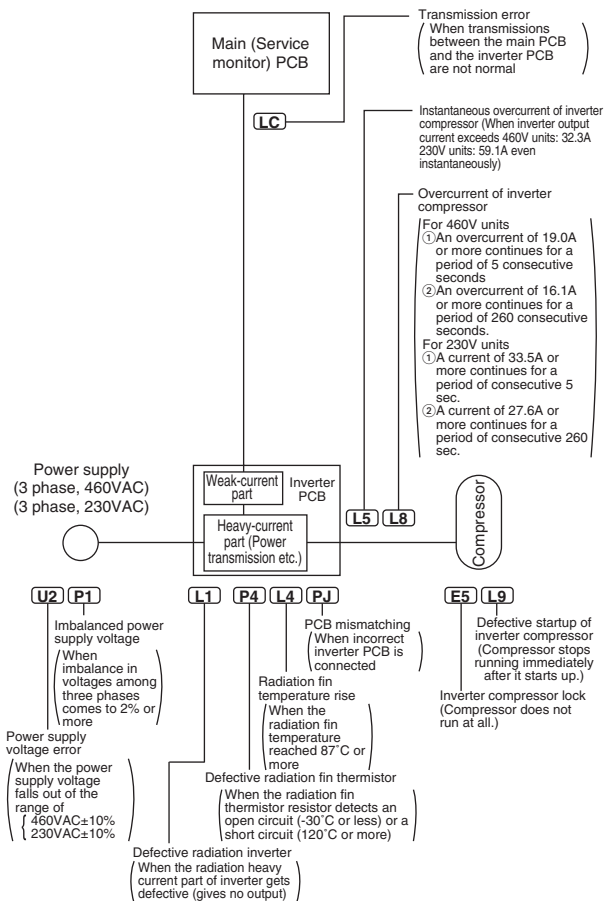 Main (Service
monitor) PCB
Transmission error
(When transmissions
between the main PCB
and the inverter PCB
are not normal)
LC
Instantaneous overcurrent of inverter
compressor (When inverter output
current exceeds 460V units: 32.3A
230V units: 59.1A even
instantaneously)
Overcurrent of inverter
compressor
(For 460V units
①An overcurrent of 19.0A
or more continues for a
period of 5 consecutive
seconds
②An overcurrent of 16.1A
or more continues for a
period of 260 consecutive
seconds.
For 230V units
①A current of 33.5A or
more continues for a
period of consecutive 5
sec.
②A current of 27.6A or
more continues for a
period of consecutive 260
sec.)
Power supply
(3 phase, 460VAC)
(3 phase, 230VAC)
Weak-current
part
Inverter
PCB
Heavy-current
part (Power
transmission etc.)
L5 L8
Compressor
U2 P1
L1 P4 L4 PJ
E5 L9
Imbalanced power
supply voltage
(When
imbalance in
voltages among
three phases
comes to 2% or
more)
Power supply
voltage error
(When the power
supply voltage
falls out of the
range of
{ 460VAC±10%
230VAC±10%)
PCB mismatching
(When incorrect
inverter PCB is
connected)
Radiation fin
temperature rise
(When the
radiation fin
temperature
reached 87˚C or
more)
Defective radiation fin thermistor
(When the radiation fin
thermistor resistor detects an
open circuit (-30˚C or less) or a
short circuit (120˚C or more))
Defective radiation inverter
(When the radiation heavy
current part of inverter gets
defective (gives no output))
Defective startup of
inverter compressor
(Compressor stops
running immediately
after it starts up.)
Inverter compressor lock
(Compressor does not
run at all.)